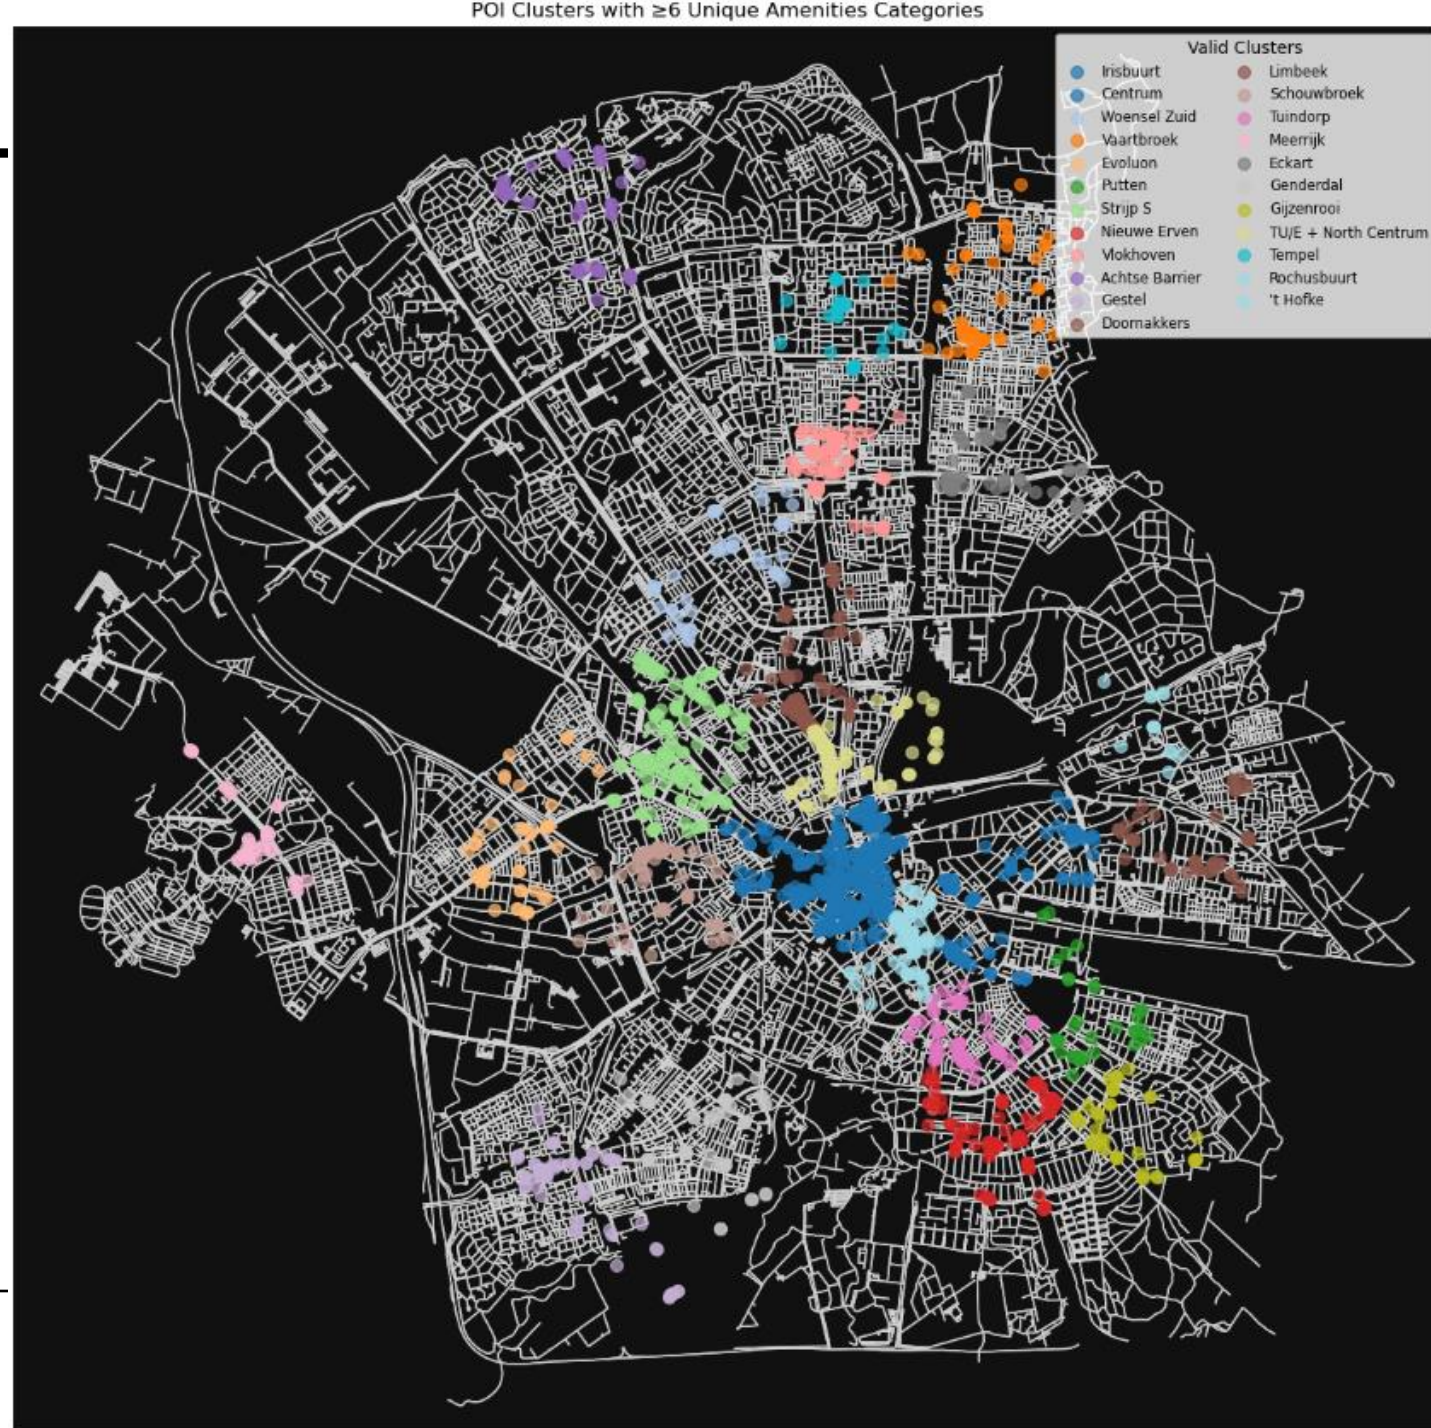 POI Clusters with ≥6 Unique Amenities Categories
Valid Clusters
Irisbuurt
Centrum
Woensel Zuid
Vaartbroek
Evoluon
Putten
Strijp S
Nieuwe Erven
Vlokhoven
Achtse Barrier
Gestel
Doornakkers
Limbeek
Schouwbroek
Tuindorp
Meerrijk
Eckart
Genderdal
Gijzenrooi
TU/E + North Centrum
Tempel
Rochusbuurt
't Hofke